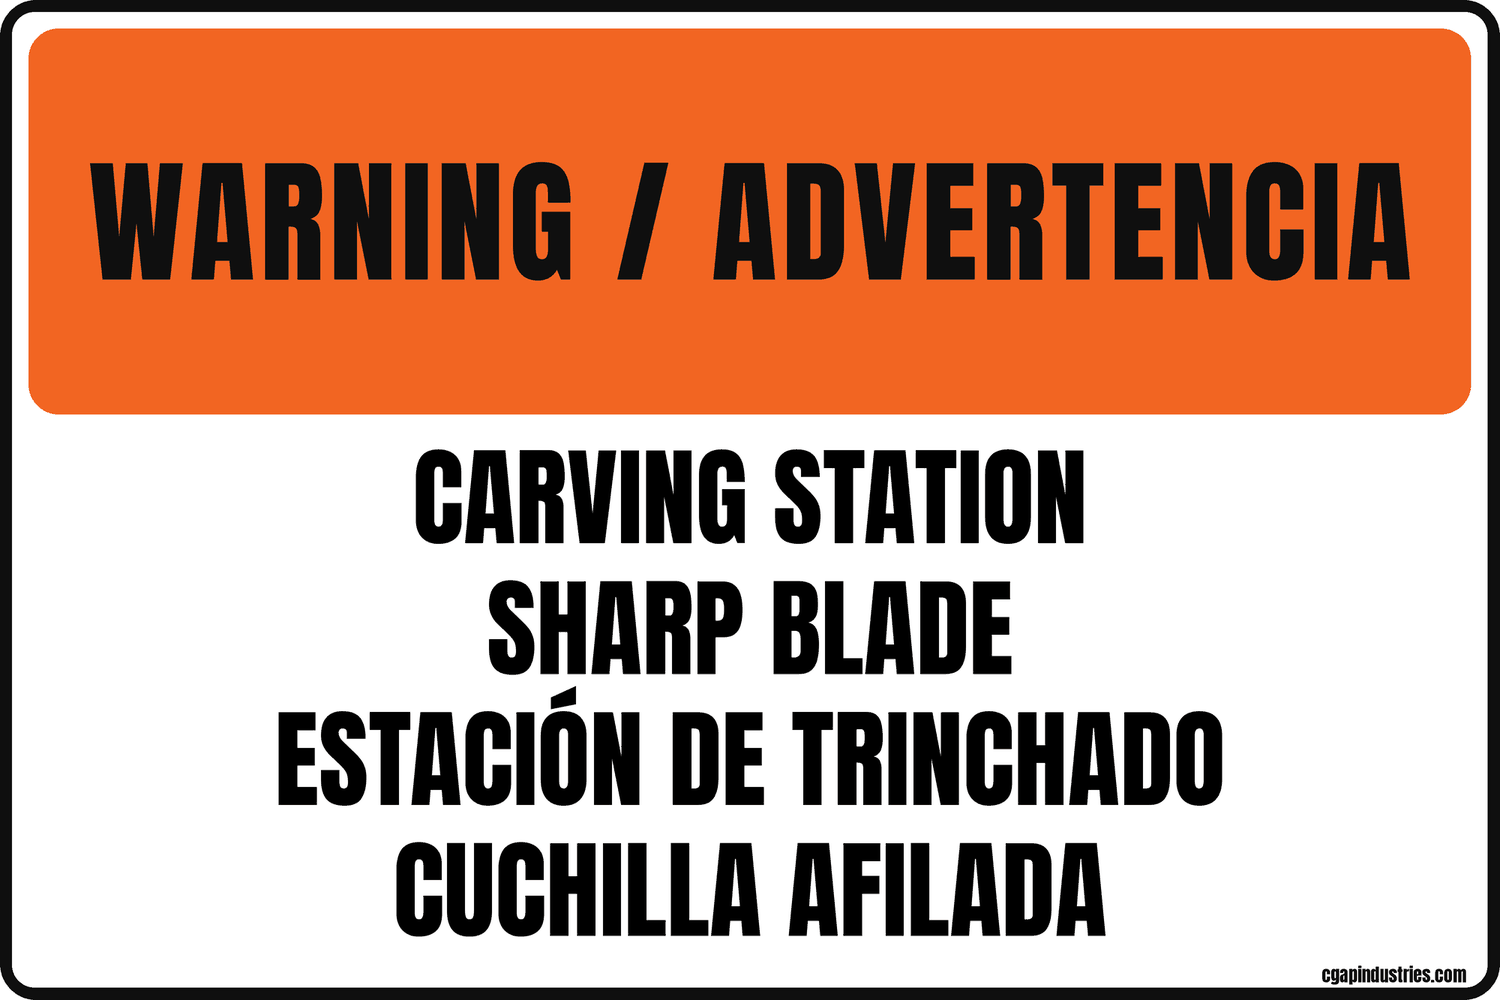 WARNING / ADVERTENCIA
CARVING STATION
SHARP BLADE
ESTACIÓN DE TRINCHADO
CUCHILLA AFILADA
cgapindustries.com